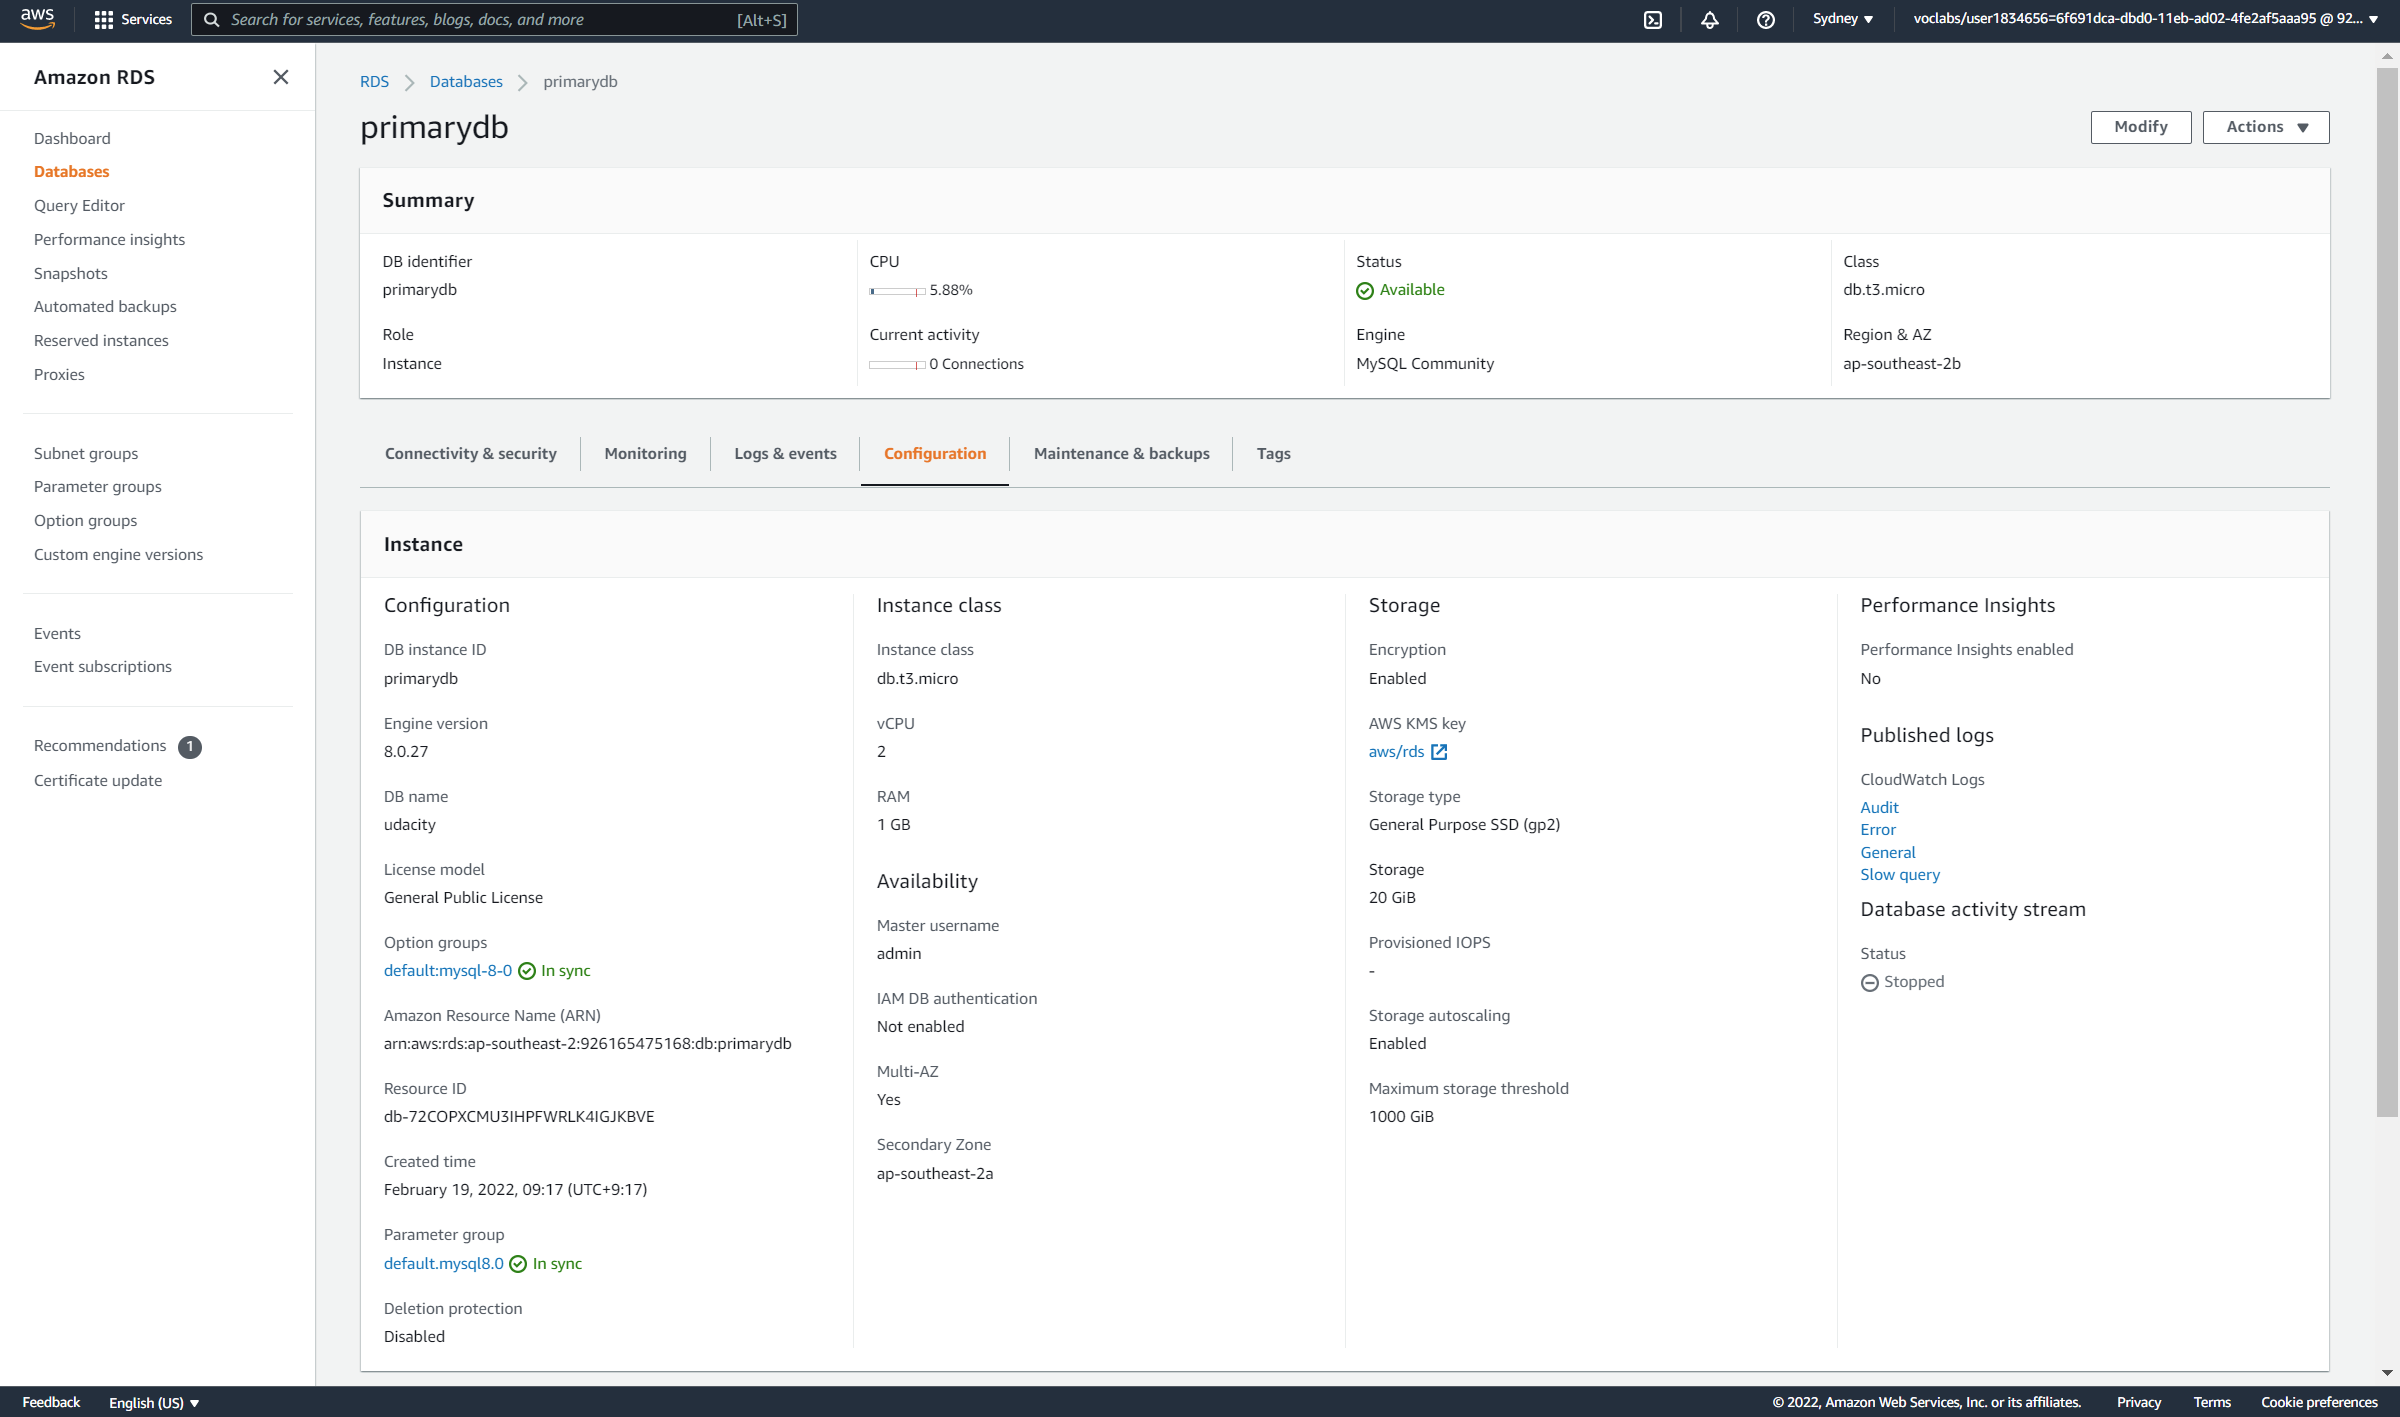 aws
Services
Search for services, features, blogs, docs, and more
[Alt+S]
Sydney ▼
voclabs/user1834656=6f691dca-dbd0-11eb-ad02-4fe2af5aaa95 @ 92... ▼
Amazon RDS
Dashboard
Databases
Query Editor
Performance insights
Snapshots
Automated backups
Reserved instances
Proxies
Subnet groups
Parameter groups
Option groups
Custom engine versions
Events
Event subscriptions
Recommendations 1
Certificate update
RDS > Databases > primarydb
primarydb
Modify
Actions ▼
Summary
DB identifier
primarydb
Role
Instance
CPU
5.88%
Current activity
0 Connections
Status
Available
Engine
MySQL Community
Class
db.t3.micro
Region & AZ
ap-southeast-2b
Connectivity & security
Monitoring
Logs & events
Configuration
Maintenance & backups
Tags
Instance
Configuration
DB instance ID
primarydb
Engine version
8.0.27
DB name
udacity
License model
General Public License
Option groups
default:mysql-8-0 In sync
Amazon Resource Name (ARN)
arn:aws:rds:ap-southeast-2:926165475168:db:primarydb
Resource ID
db-72COPXCMU3IHPFWRLK4IGJKBVE
Created time
February 19, 2022, 09:17 (UTC+9:17)
Parameter group
default.mysql8.0 In sync
Deletion protection
Disabled
Instance class
Instance class
db.t3.micro
vCPU
2
RAM
1 GB
Availability
Master username
admin
IAM DB authentication
Not enabled
Multi-AZ
Yes
Secondary Zone
ap-southeast-2a
Storage
Encryption
Enabled
AWS KMS key
aws/rds
Storage type
General Purpose SSD (gp2)
Storage
20 GiB
Provisioned IOPS
-
Storage autoscaling
Enabled
Maximum storage threshold
1000 GiB
Performance Insights
Performance Insights enabled
No
Published logs
CloudWatch Logs
Audit
Error
General
Slow query
Database activity stream
Status
Stopped
Feedback
English (US) ▼
© 2022, Amazon Web Services, Inc. or its affiliates.
Privacy
Terms
Cookie preferences